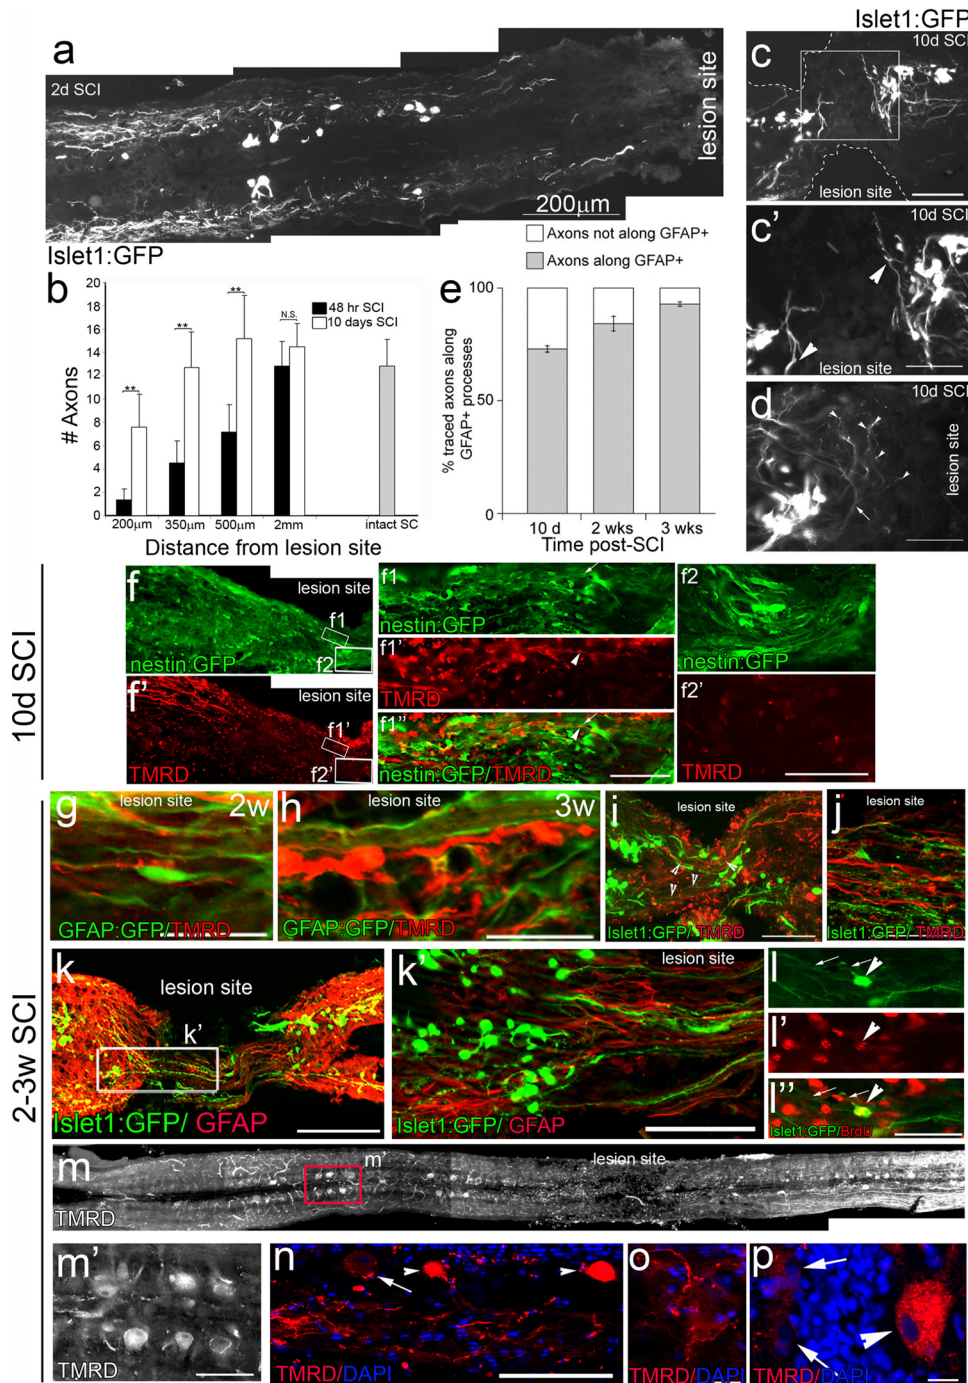 Islet1:GFP
a
2d SCI
lesion site
200µm
Islet1:GFP
c
10d SCI
lesion site
c'
10d SCI
lesion site
d
10d SCI
lesion site
b
# Axons
20
18
16
14
12
10
8
6
4
2
0
**
**
**
N.S.
48 hr SCI
10 days SCI
200µm
350µm
500µm
2mm
intact SC
Distance from lesion site
Axons not along GFAP+
Axons along GFAP+
e
% traced axons along
GFAP+ processes
100
50
0
10 d
2 wks
3 wks
Time post-SCI
10d SCI
f
lesion site
f1
f2
nestin:GFP
f'
lesion site
f1'
f2'
TMRD
f1
nestin:GFP
f1'
TMRD
f1''
nestin:GFP/TMRD
f2
nestin:GFP
f2'
TMRD
2-3w SCI
g
lesion site
2w
GFAP:GFP/TMRD
h
lesion site
3w
GFAP:GFP/TMRD
i
lesion site
Islet1:GFP/TMRD
j
lesion site
Islet1:GFP/TMRD
k
lesion site
k'
Islet1:GFP/ GFAP
k'
lesion site
Islet1:GFP/ GFAP
l
l'
l''
Islet1:GFP/BrdU
m
m'
lesion site
TMRD
m'
TMRD
n
TMRD/DAPI
o
TMRD/DAPI
p
TMRD/DAPI